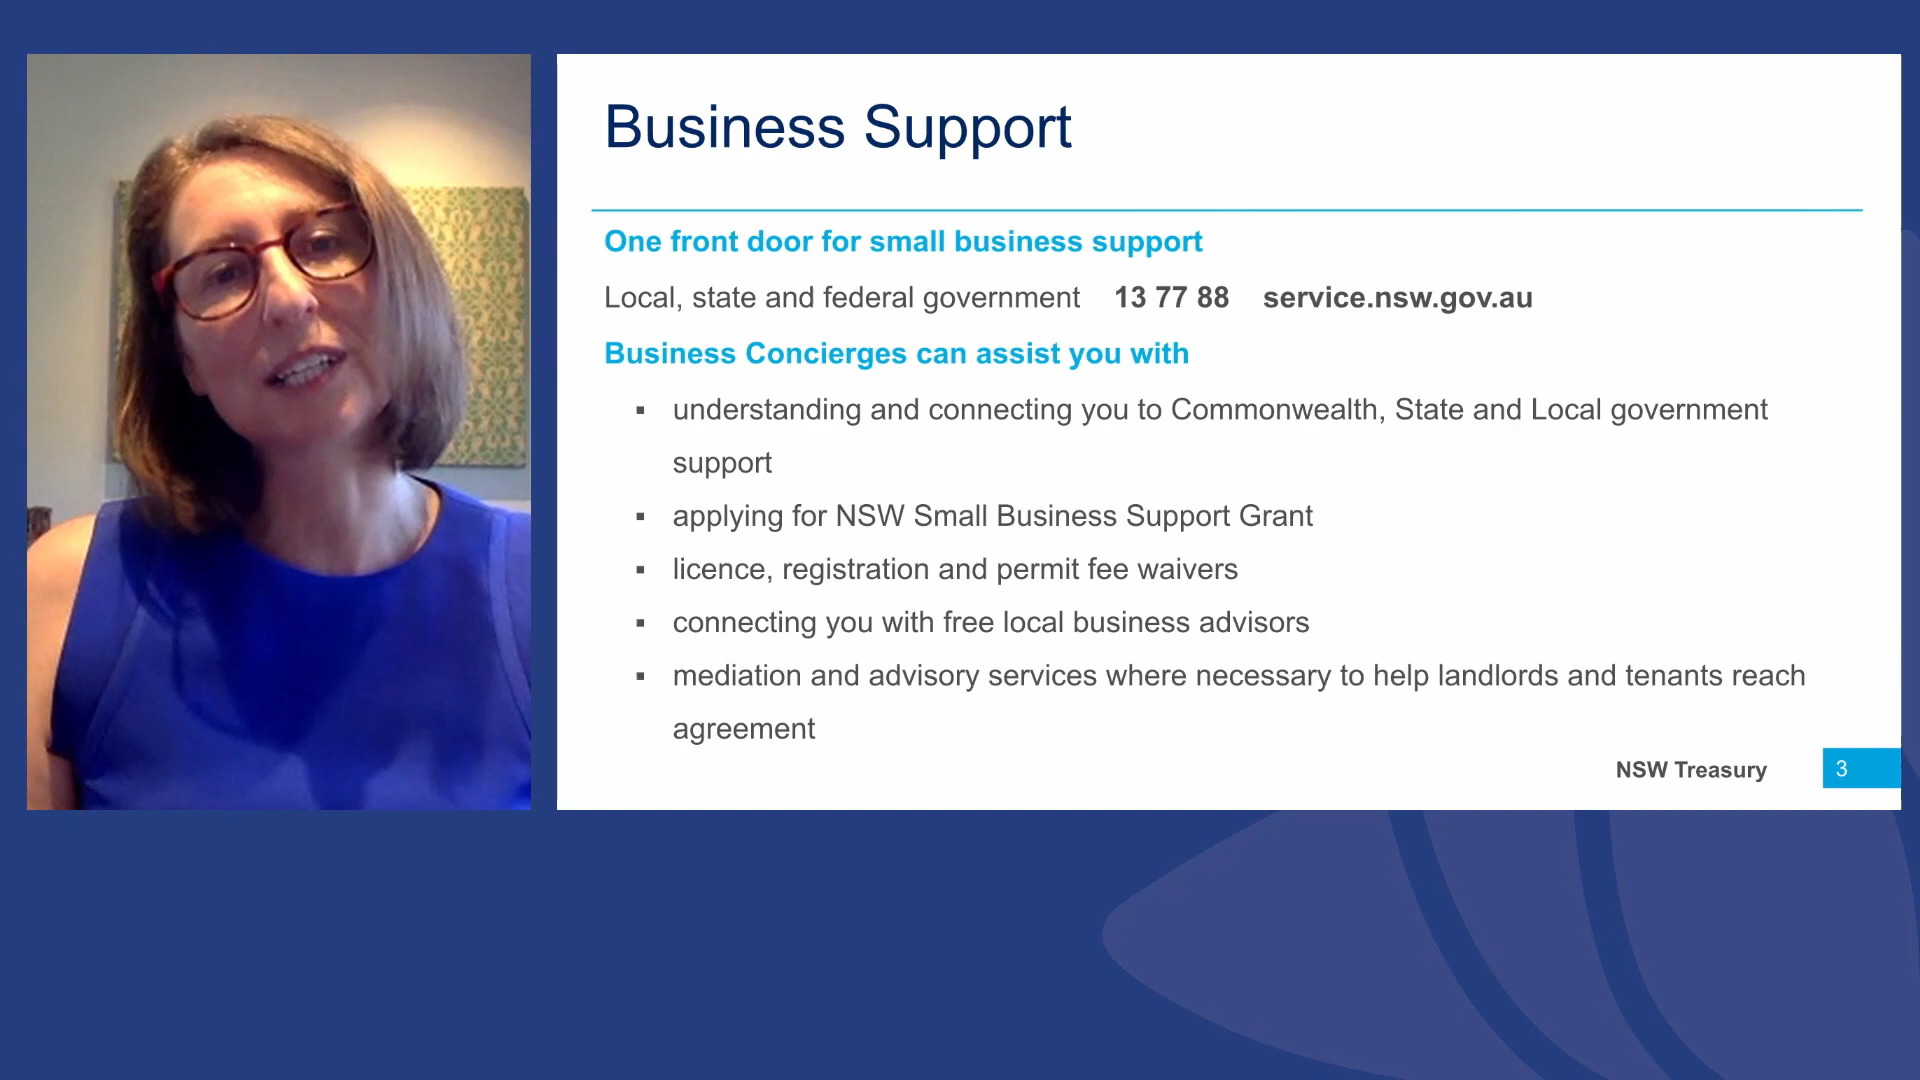 Business Support
One front door for small business support
Local, state and federal government 13 77 88 service.nsw.gov.au
Business Concierges can assist you with
▪ understanding and connecting you to Commonwealth, State and Local government
support
▪ applying for NSW Small Business Support Grant
▪ licence, registration and permit fee waivers
▪ connecting you with free local business advisors
▪ mediation and advisory services where necessary to help landlords and tenants reach
agreement
NSW Treasury 3